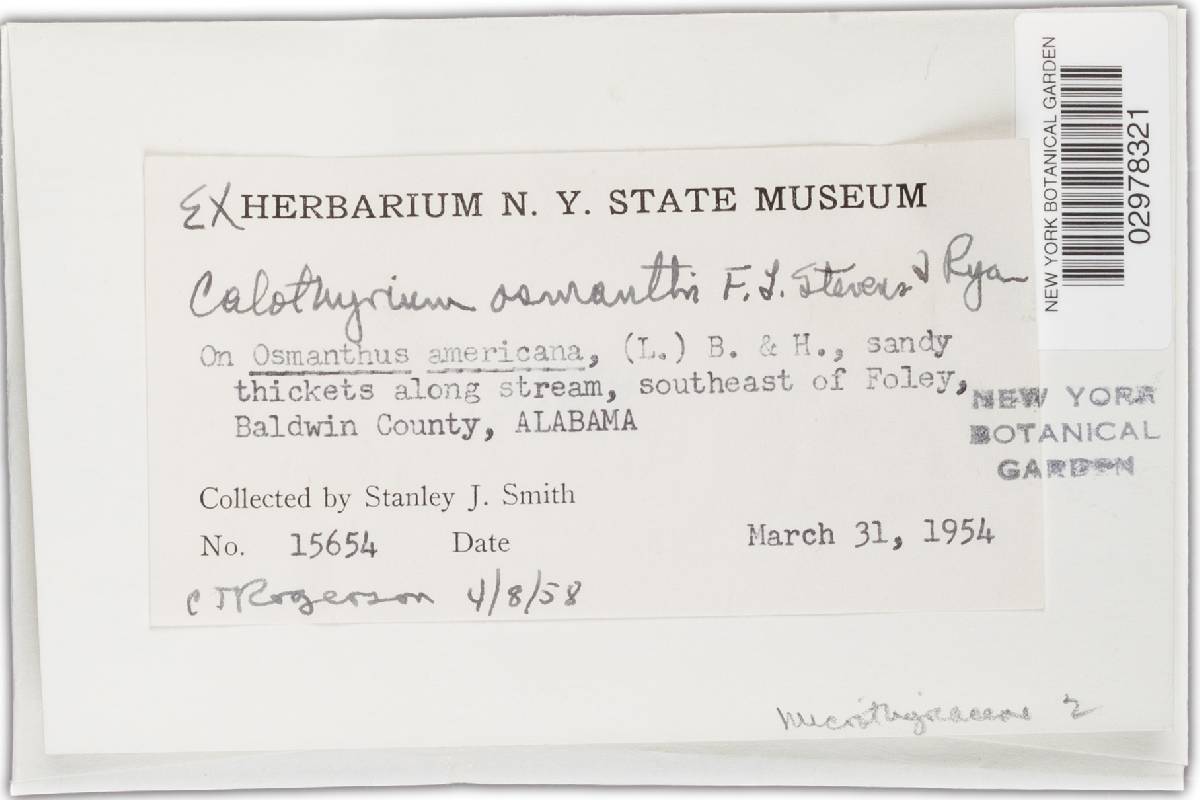 EX HERBARIUM N. Y. STATE MUSEUM
Calothyrium osmanthi F. L. Stevens & Ryan
On Osmanthus americana, (L.) B. & H., sandy
thickets along stream, southeast of Foley,
Baldwin County, ALABAMA
Collected by Stanley J. Smith
No. 15654 Date March 31, 1954
C T Rogerson 4/8/58
NEW YORK BOTANICAL GARDEN
02978321
NEW YORK
BOTANICAL
GARDEN
Microthyriaceae 2